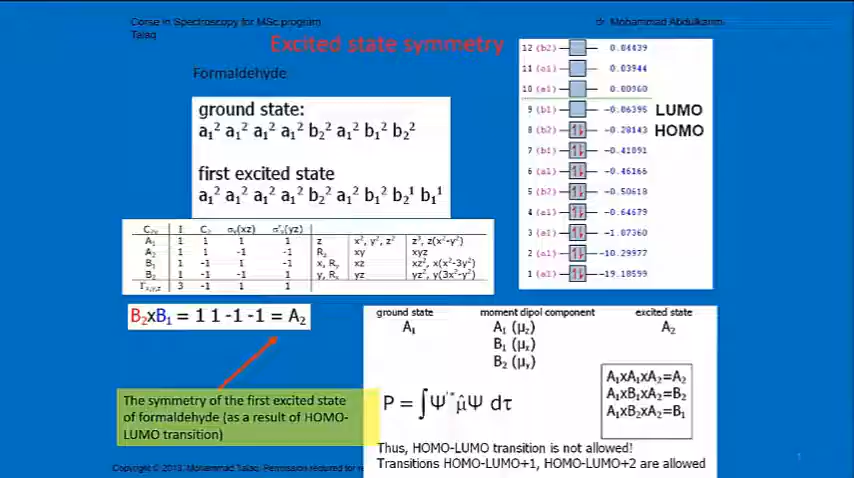 Corse in Spectroscopy for MSc program
dr. Mohammad Abdulkarim-
Talaq
Excited state symmetry
Formaldehyde
ground state:
a₁² a₁² a₁² a₁² b₂² a₁² b₁² b₂²
first excited state
a₁² a₁² a₁² a₁² b₂² a₁² b₁² b₂¹ b₁¹
12 (b2) 0.04439
11 (a1) 0.03944
10 (a1) 0.00960
9 (b1) -0.06395 LUMO
8 (b2) -0.28143 HOMO
7 (b1) -0.41091
6 (a1) -0.46166
5 (b2) -0.50618
4 (a1) -0.64679
3 (a1) -1.07360
2 (a1) -10.29977
1 (a1) -19.18599
C₂ᵥ I C₂ σᵥ(xz) σ'ᵥ(yz)
A₁ 1 1 1 1 z x², y², z² z³, z(x²-y²)
A₂ 1 1 -1 -1 R_z xy xyz
B₁ 1 -1 1 -1 x, R_y xz xz², x(x²-3y²)
B₂ 1 -1 -1 1 y, Rₓ yz yz², y(3x²-y²)
Γx,y,z 3 -1 1 1
B₂xB₁ = 1 1 -1 -1 = A₂
The symmetry of the first excited state
of formaldehyde (as a result of HOMO-
LUMO transition)
ground state moment dipol component excited state
A₁ A₁ (μ_z) A₂
B₁ (μₓ)
B₂ (μ_y)
A₁xA₁xA₂=A₂
A₁xB₁xA₂=B₂
A₁xB₂xA₂=B₁
P = ∫Ψ'* μ̂Ψ dτ
Thus, HOMO-LUMO transition is not allowed!
Transitions HOMO-LUMO+1, HOMO-LUMO+2 are allowed
Copyright © 2013, Mohammad Talaq. Permission required for
1